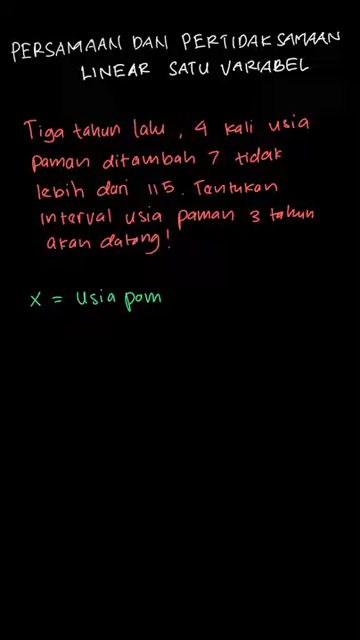 PERSAMAAN DAN PERTIDAKSAMAAN
LINEAR SATU VARIABEL
Tiga tahun lalu, 4 kali usia
paman ditambah 7 tidak
lebih dari 115. Tentukan
interval usia paman 3 tahun
akan datang!
x = usia pam